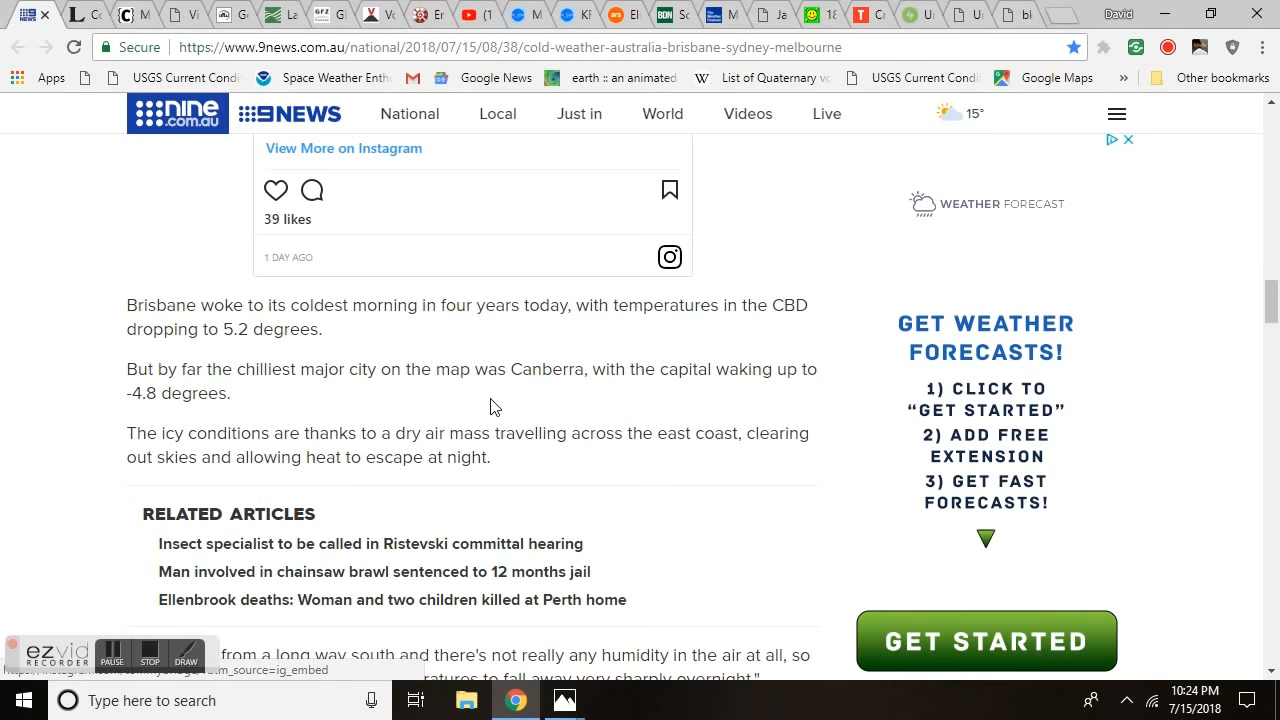 David
Secure https://www.9news.com.au/national/2018/07/15/08/38/cold-weather-australia-brisbane-sydney-melbourne
Apps USGS Current Condi Space Weather Enth Google News earth :: an animated List of Quaternary vo USGS Current Condi Google Maps » Other bookmarks
nine.com.au 9NEWS National Local Just in World Videos Live 15°
View More on Instagram
39 likes
1 DAY AGO
Brisbane woke to its coldest morning in four years today, with temperatures in the CBD
dropping to 5.2 degrees.
But by far the chilliest major city on the map was Canberra, with the capital waking up to
-4.8 degrees.
The icy conditions are thanks to a dry air mass travelling across the east coast, clearing
out skies and allowing heat to escape at night.
RELATED ARTICLES
Insect specialist to be called in Ristevski committal hearing
Man involved in chainsaw brawl sentenced to 12 months jail
Ellenbrook deaths: Woman and two children killed at Perth home
from a long way south and there's not really any humidity in the air at all, so
ratures to fall away very sharply overnight."
WEATHER FORECAST
GET WEATHER
FORECASTS!
1) CLICK TO
“GET STARTED”
2) ADD FREE
EXTENSION
3) GET FAST
FORECASTS!
GET STARTED
ezvid
RECORDER
PAUSE STOP DRAW
Type here to search
10:24 PM
7/15/2018